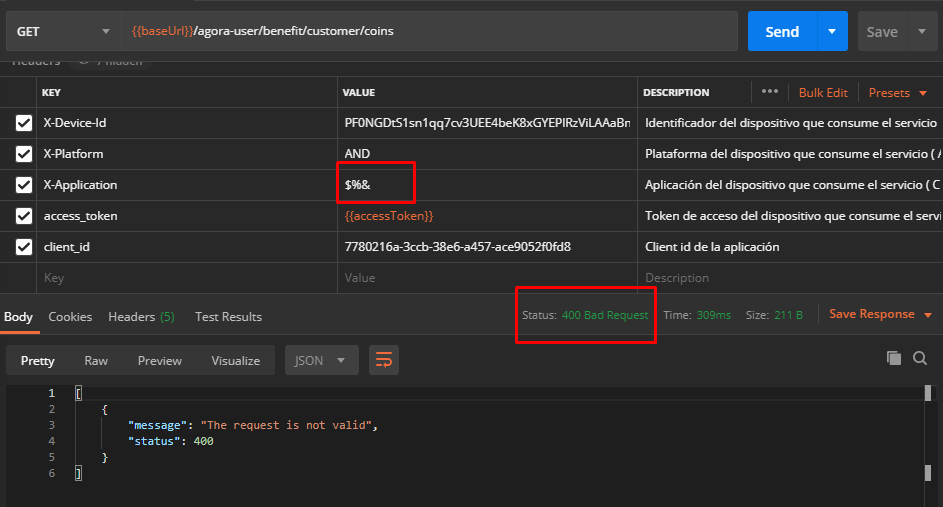 GET {{baseUrl}}/agora-user/benefit/customer/coins Send Save
Headers 7 hidden
KEY VALUE DESCRIPTION ••• Bulk Edit Presets
X-Device-Id PF0NGDtS1sn1qq7cv3UEE4beK8xGYEPIRzViLAAaBn Identificador del dispositivo que consume el servicio
X-Platform AND Plataforma del dispositivo que consume el servicio ( A
X-Application $%& Aplicación del dispositivo que consume el servicio ( C
access_token {{accessToken}} Token de acceso del dispositivo que consume el servi
client_id 7780216a-3ccb-38e6-a457-ace9052f0fd8 Client id de la aplicación
Key Value Description
Body Cookies Headers (5) Test Results Status: 400 Bad Request Time: 309ms Size: 211 B Save Response
Pretty Raw Preview Visualize JSON
1 [
2 {
3 "message": "The request is not valid",
4 "status": 400
5 }
6 ]